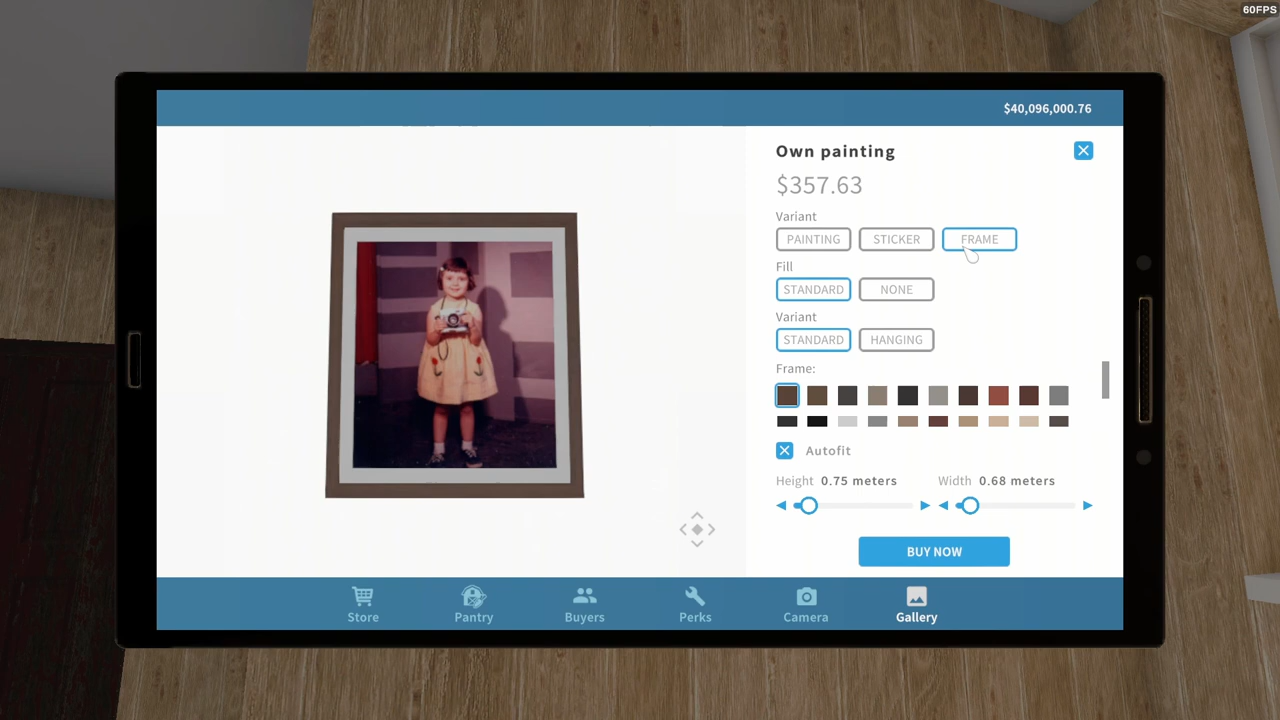 60FPS
$40,096,000.76
Own painting
$357.63
Variant
PAINTING STICKER FRAME
Fill
STANDARD NONE
Variant
STANDARD HANGING
Frame:
Autofit
Height 0.75 meters Width 0.68 meters
BUY NOW
Store Pantry Buyers Perks Camera Gallery